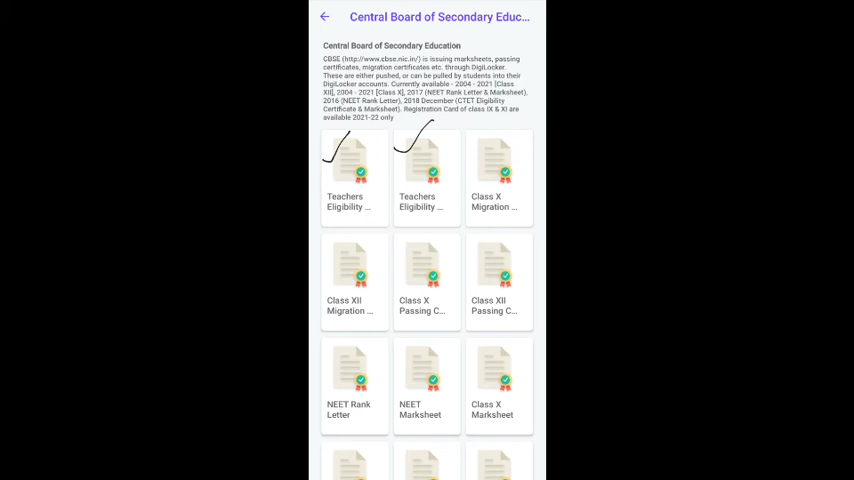 Central Board of Secondary Educ...
Central Board of Secondary Education
CBSE (http://www.cbse.nic.in/) is issuing marksheets, passing
certificates, migration certificates etc. through DigiLocker.
These are either pushed, or can be pulled by students into their
DigiLocker accounts. Currently available - 2004 - 2021 [Class
XII], 2004 - 2021 [Class X], 2017 (NEET Rank Letter & Marksheet),
2016 (NEET Rank Letter), 2018 December (CTET Eligibility
Certificate & Marksheet). Registration Card of class IX & XI are
available 2021-22 only
Teachers
Eligibility ...
Teachers
Eligibility ...
Class X
Migration ...
Class XII
Migration ...
Class X
Passing C...
Class XII
Passing C...
NEET Rank
Letter
NEET
Marksheet
Class X
Marksheet